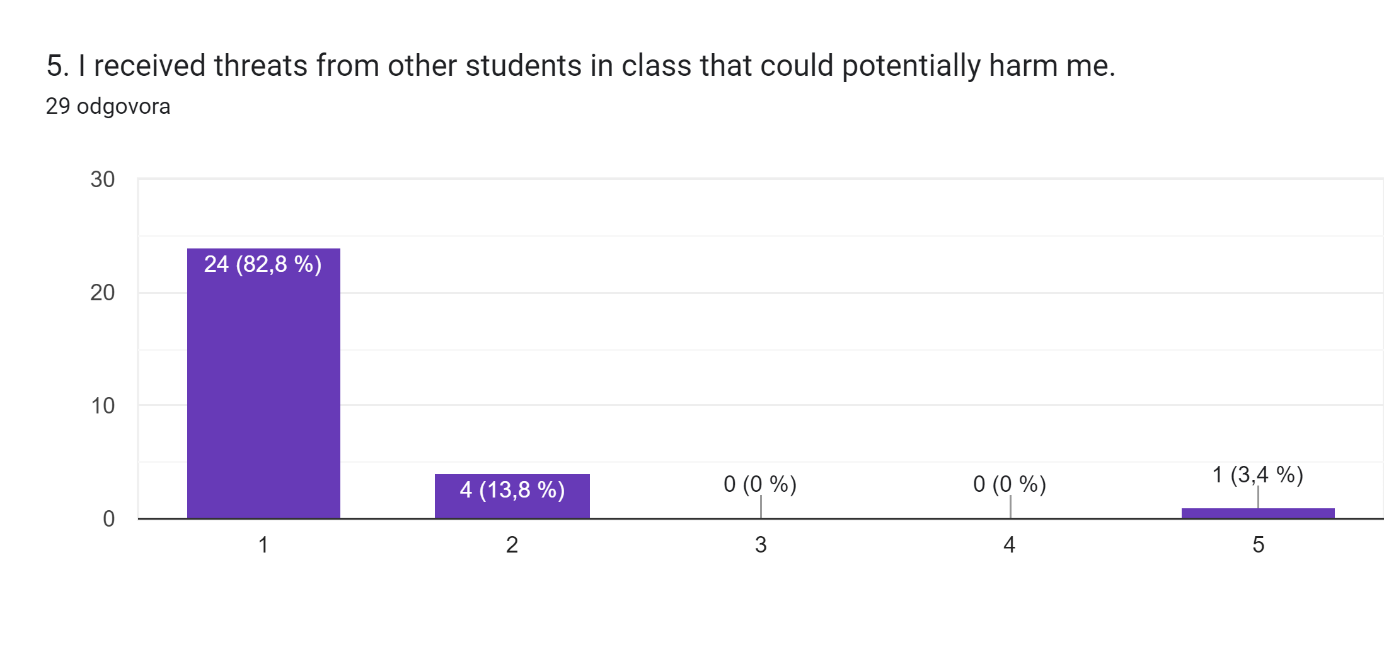 5. I received threats from other students in class that could potentially harm me.
29 odgovora
30
20
10
0
24 (82,8 %)
4 (13,8 %)
0 (0 %)
0 (0 %)
1 (3,4 %)
1
2
3
4
5